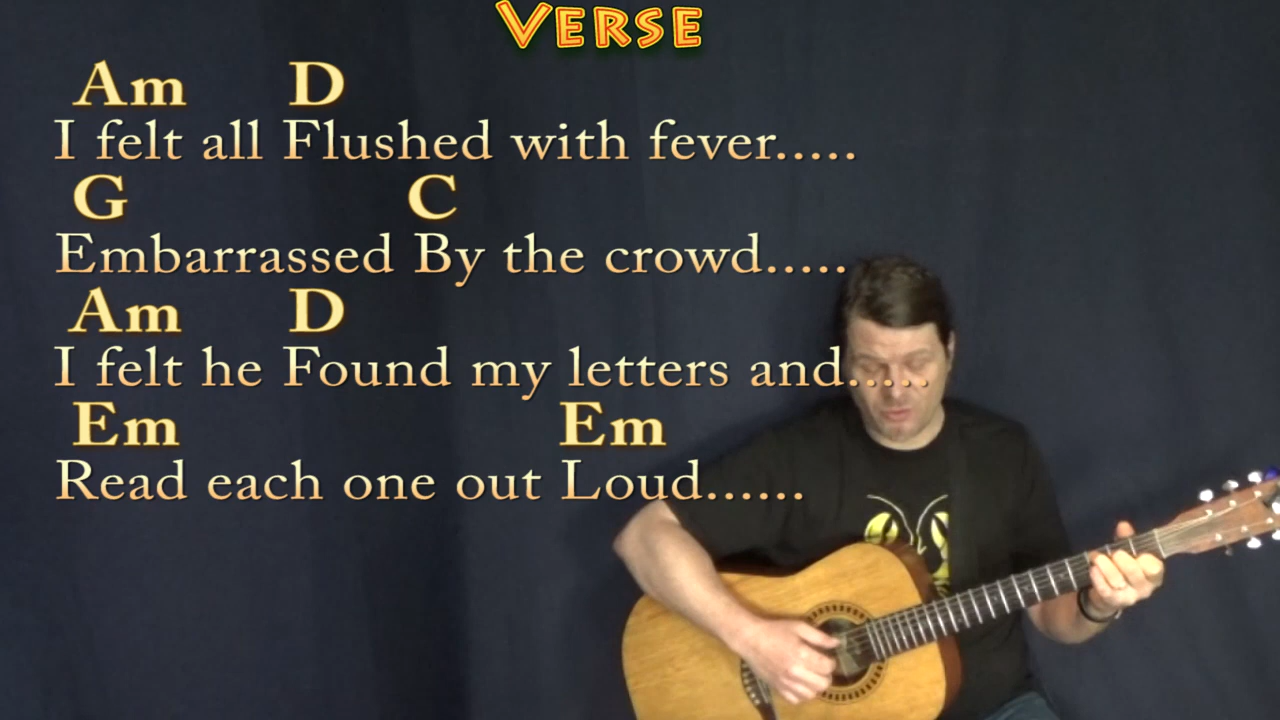 VERSE
Am D
I felt all Flushed with fever.....
G C
Embarrassed By the crowd.....
Am D
I felt he Found my letters and.....
Em Em
Read each one out Loud......